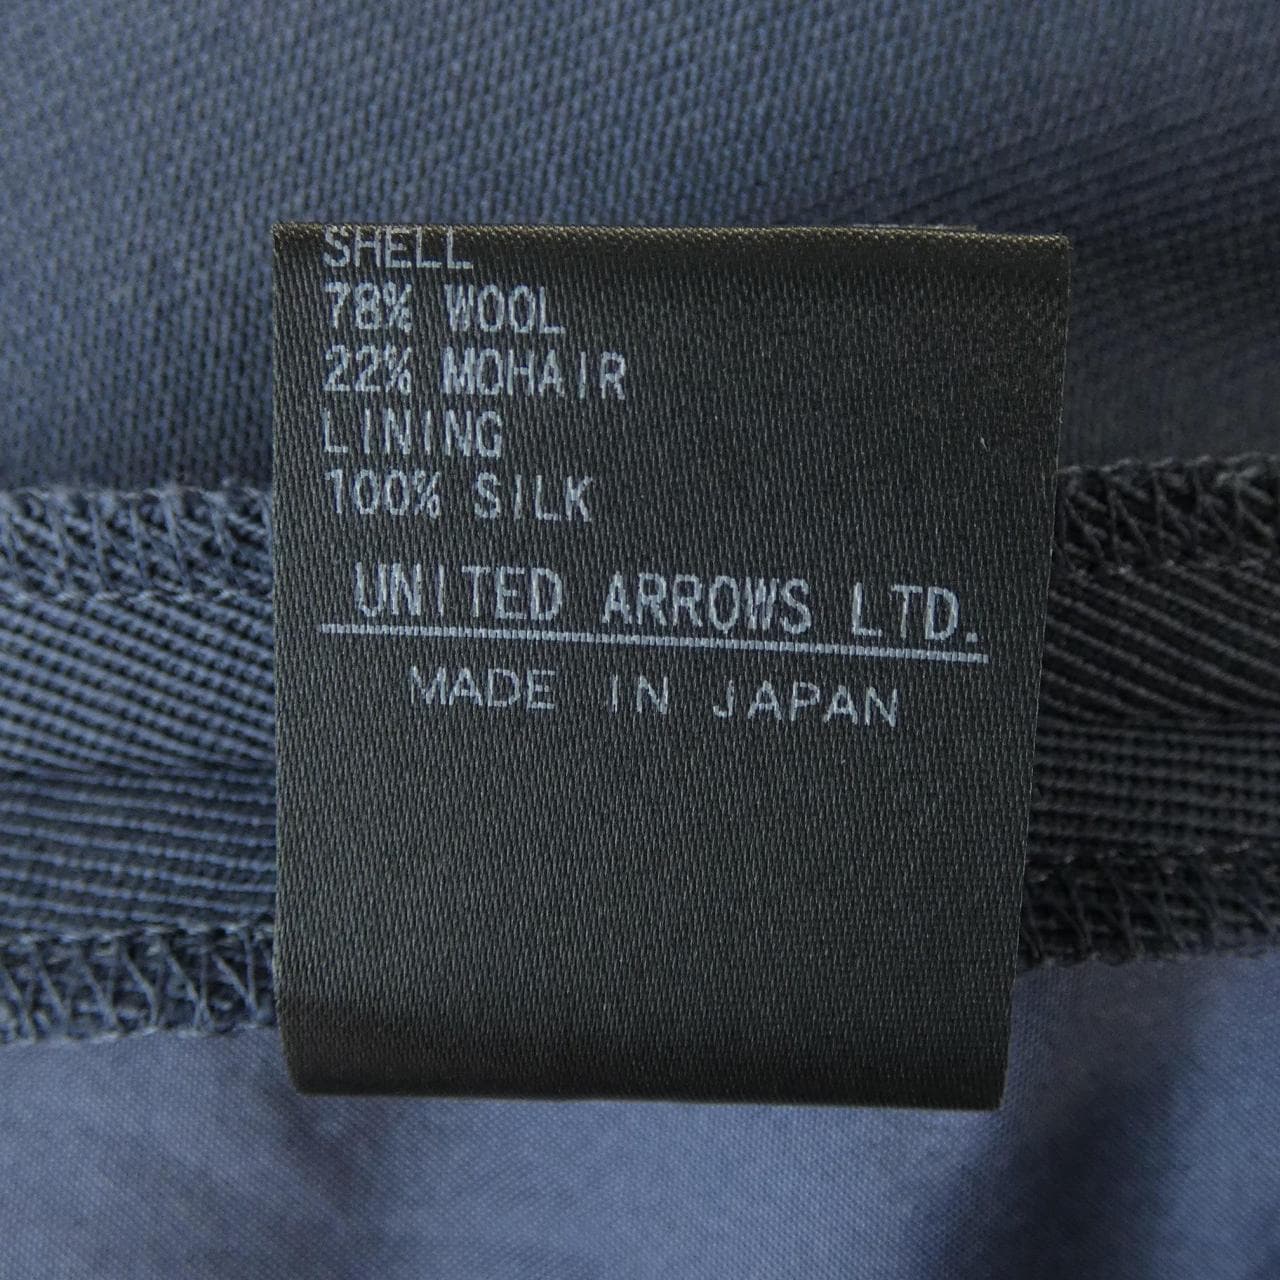 SHELL
78% WOOL
22% MOHAIR
LINING
100% SILK
UNITED ARROWS LTD.
MADE IN JAPAN